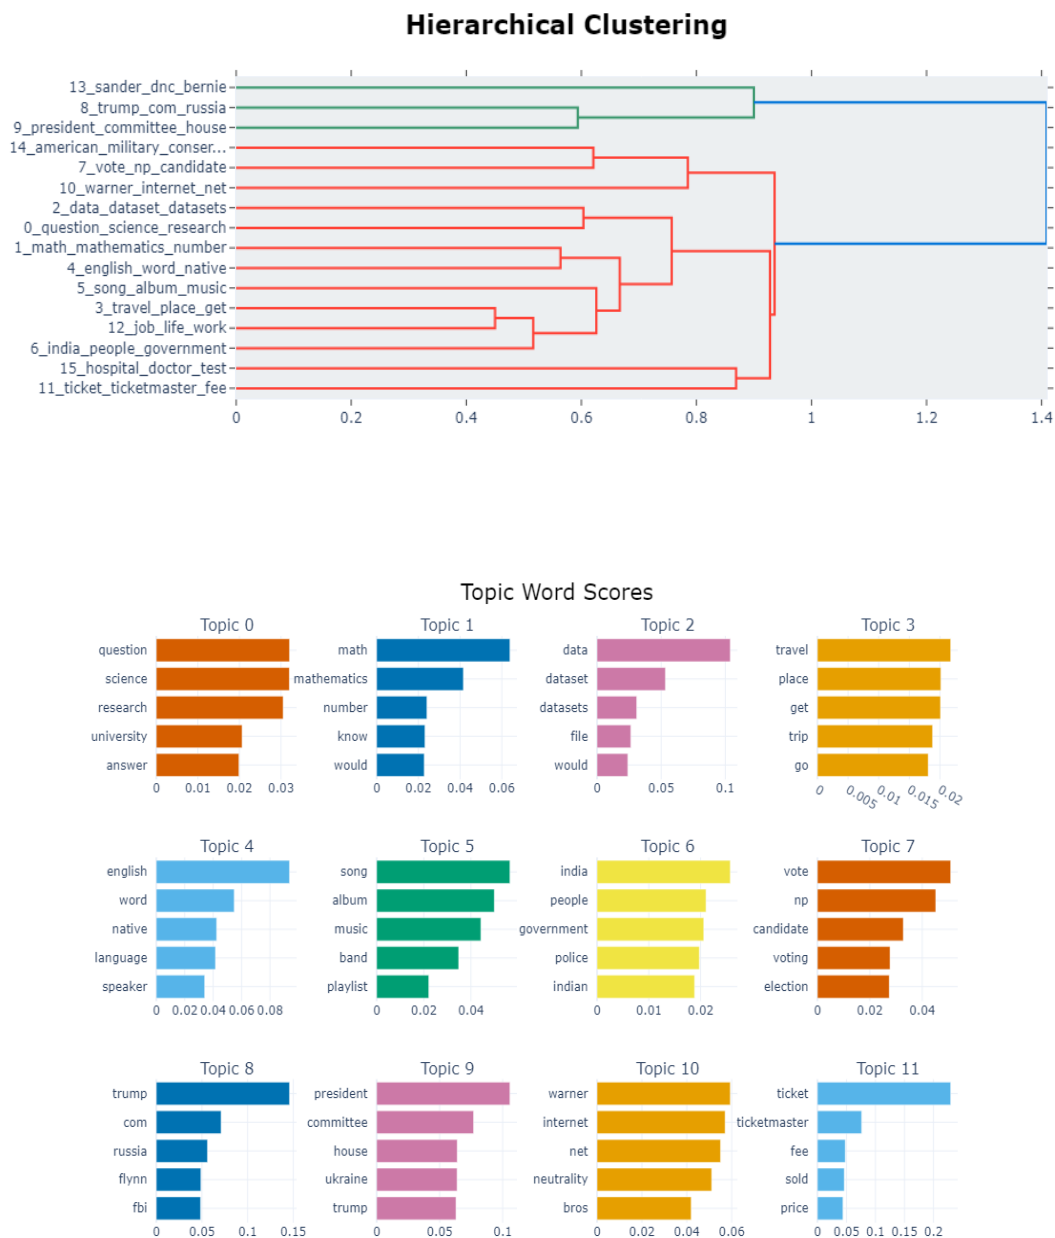 Hierarchical Clustering
13_sander_dnc_bernie
8_trump_com_russia
9_president_committee_house
14_american_military_conser...
7_vote_np_candidate
10_warner_internet_net
2_data_dataset_datasets
0_question_science_research
1_math_mathematics_number
4_english_word_native
5_song_album_music
3_travel_place_get
12_job_life_work
6_india_people_government
15_hospital_doctor_test
11_ticket_ticketmaster_fee
0 0.2 0.4 0.6 0.8 1 1.2 1.4
Topic Word Scores
Topic 0 Topic 1 Topic 2 Topic 3
question math data travel
science mathematics dataset place
research number datasets get
university know file trip
answer would would go
0 0.01 0.02 0.03 0 0.02 0.04 0.06 0 0.05 0.1 0 0.005 0.01 0.015 0.02
Topic 4 Topic 5 Topic 6 Topic 7
english song india vote
word album people np
native music government candidate
language band police voting
speaker playlist indian election
0 0.02 0.04 0.06 0.08 0 0.02 0.04 0 0.01 0.02 0 0.02 0.04
Topic 8 Topic 9 Topic 10 Topic 11
trump president warner ticket
com committee internet ticketmaster
russia house net fee
flynn ukraine neutrality sold
fbi trump bros price
0 0.05 0.1 0.15 0 0.05 0.1 0 0.02 0.04 0.06 0 0.05 0.1 0.15 0.2